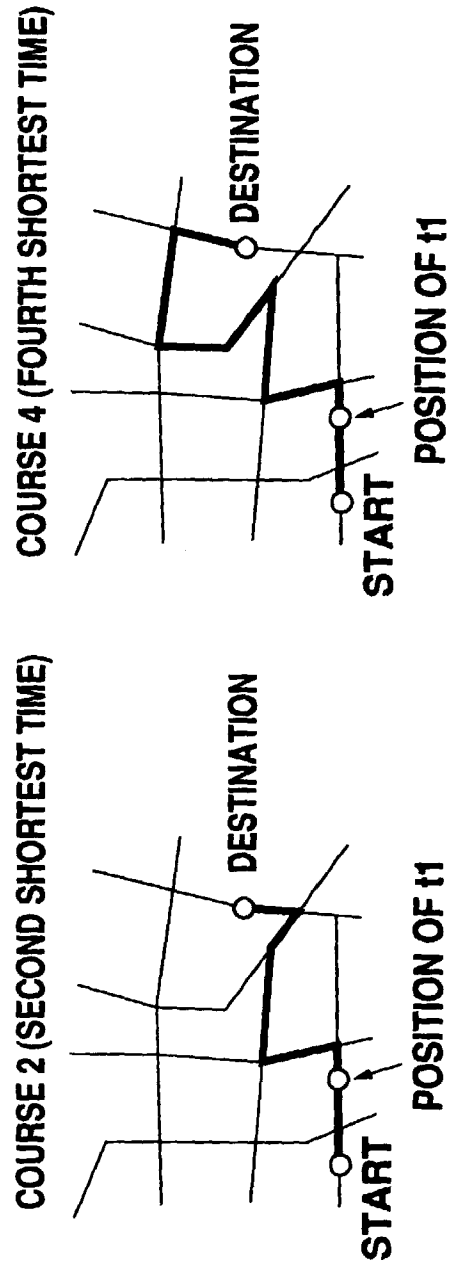 COURSE 2 (SECOND SHORTEST TIME)
DESTINATION
START
POSITION OF t1
COURSE 4 (FOURTH SHORTEST TIME)
DESTINATION
START
POSITION OF t1